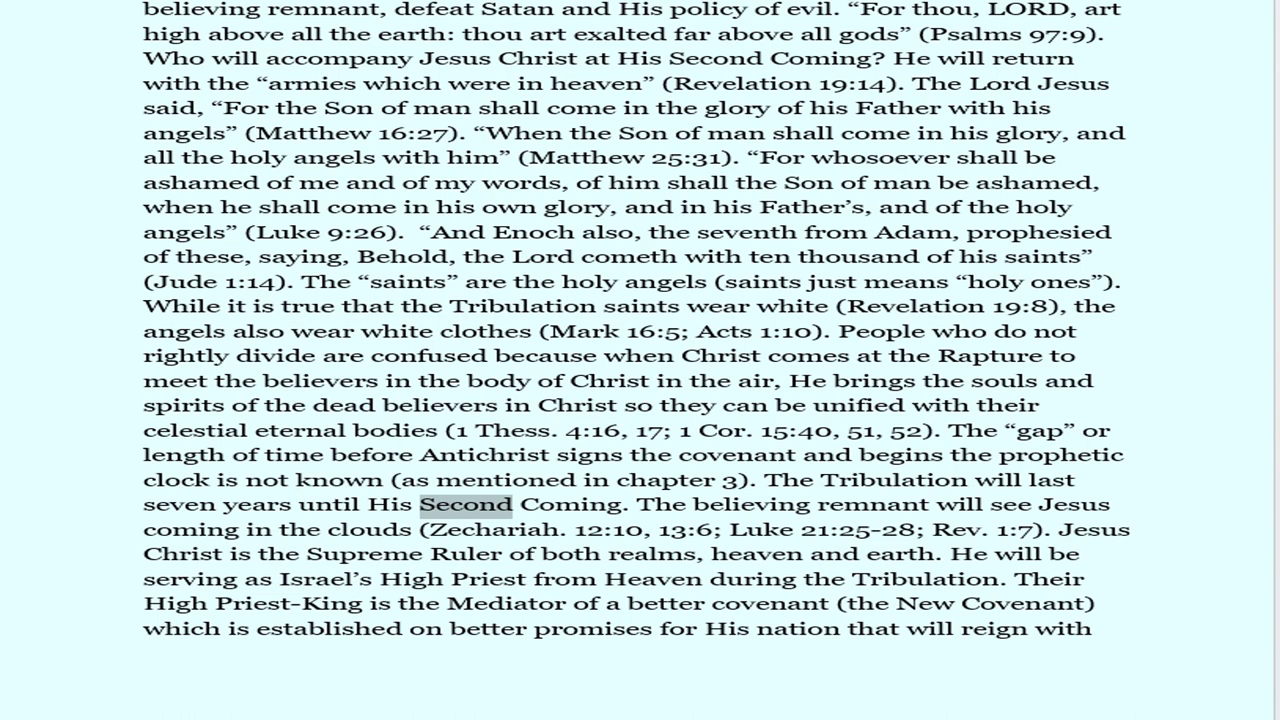 believing remnant, defeat Satan and His policy of evil. “For thou, LORD, art
high above all the earth: thou art exalted far above all gods” (Psalms 97:9).
Who will accompany Jesus Christ at His Second Coming? He will return
with the “armies which were in heaven” (Revelation 19:14). The Lord Jesus
said, “For the Son of man shall come in the glory of his Father with his
angels” (Matthew 16:27). “When the Son of man shall come in his glory, and
all the holy angels with him” (Matthew 25:31). “For whosoever shall be
ashamed of me and of my words, of him shall the Son of man be ashamed,
when he shall come in his own glory, and in his Father’s, and of the holy
angels” (Luke 9:26).  “And Enoch also, the seventh from Adam, prophesied
of these, saying, Behold, the Lord cometh with ten thousand of his saints”
(Jude 1:14). The “saints” are the holy angels (saints just means “holy ones”).
While it is true that the Tribulation saints wear white (Revelation 19:8), the
angels also wear white clothes (Mark 16:5; Acts 1:10). People who do not
rightly divide are confused because when Christ comes at the Rapture to
meet the believers in the body of Christ in the air, He brings the souls and
spirits of the dead believers in Christ so they can be unified with their
celestial eternal bodies (1 Thess. 4:16, 17; 1 Cor. 15:40, 51, 52). The “gap” or
length of time before Antichrist signs the covenant and begins the prophetic
clock is not known (as mentioned in chapter 3). The Tribulation will last
seven years until His Second Coming. The believing remnant will see Jesus
coming in the clouds (Zechariah. 12:10, 13:6; Luke 21:25-28; Rev. 1:7). Jesus
Christ is the Supreme Ruler of both realms, heaven and earth. He will be
serving as Israel’s High Priest from Heaven during the Tribulation. Their
High Priest-King is the Mediator of a better covenant (the New Covenant)
which is established on better promises for His nation that will reign with